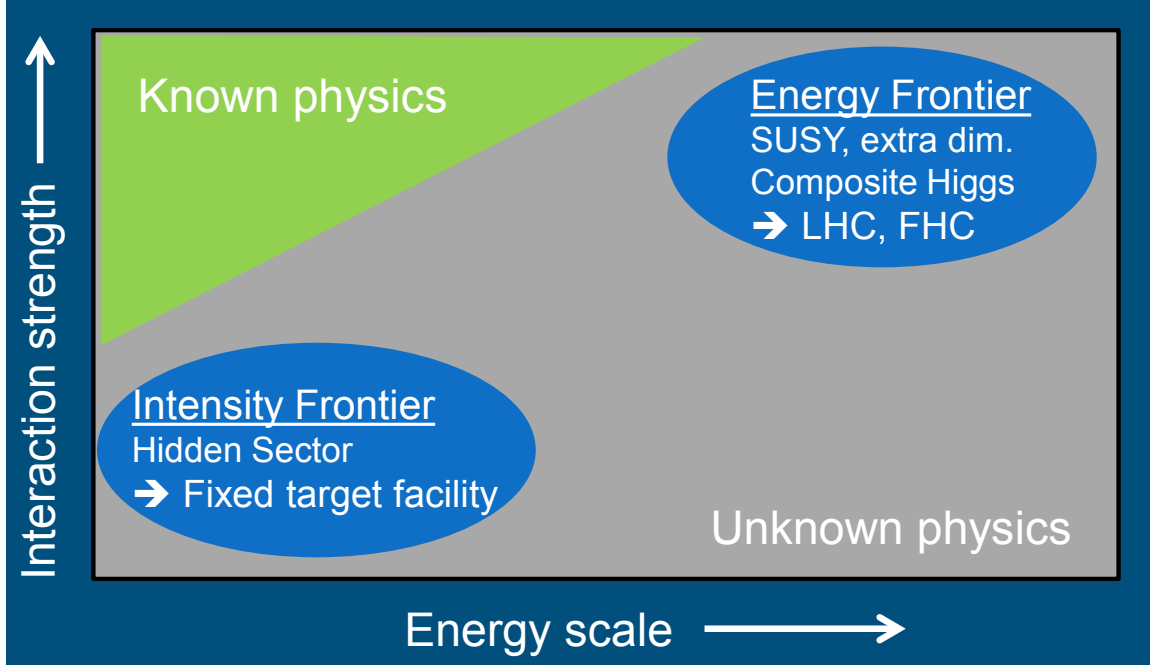 Known physics
Energy Frontier
SUSY, extra dim.
Composite Higgs
➔ LHC, FHC
Interaction strength
Intensity Frontier
Hidden Sector
➔ Fixed target facility
Unknown physics
Energy scale